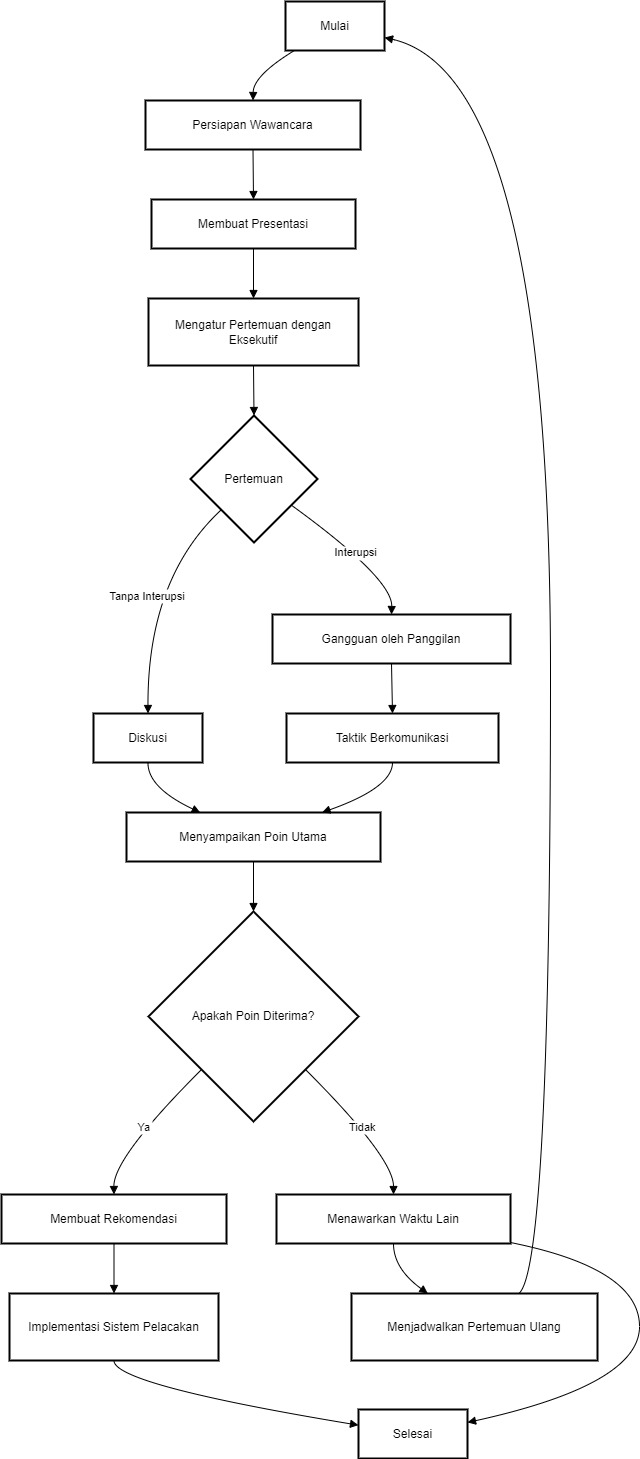 Mulai
Persiapan Wawancara
Membuat Presentasi
Mengatur Pertemuan dengan
Eksekutif
Pertemuan
Interupsi
Tanpa Interupsi
Gangguan oleh Panggilan
Diskusi
Taktik Berkomunikasi
Menyampaikan Poin Utama
Apakah Poin Diterima?
Ya
Tidak
Membuat Rekomendasi
Menawarkan Waktu Lain
Implementasi Sistem Pelacakan
Menjadwalkan Pertemuan Ulang
Selesai